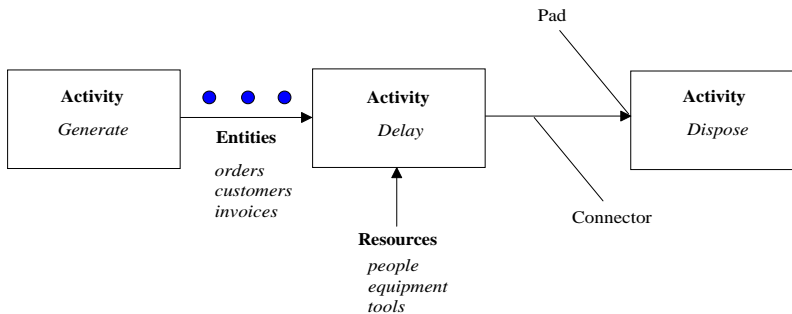 Pad
Activity
Generate
Entities
orders
customers
invoices
Activity
Delay
Resources
people
equipment
tools
Connector
Activity
Dispose